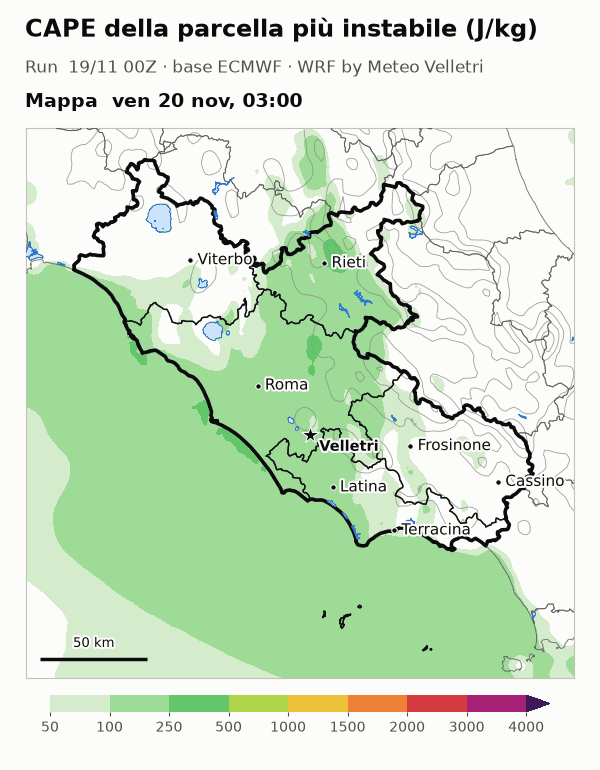 CAPE della parcella più instabile (J/kg)
Run  19/11 00Z · base ECMWF · WRF by Meteo Velletri
Mappa  ven 20 nov, 03:00
Viterbo
Rieti
Roma
Velletri
Frosinone
Latina
Cassino
Terracina
50 km
50 100 250 500 1000 1500 2000 3000 4000